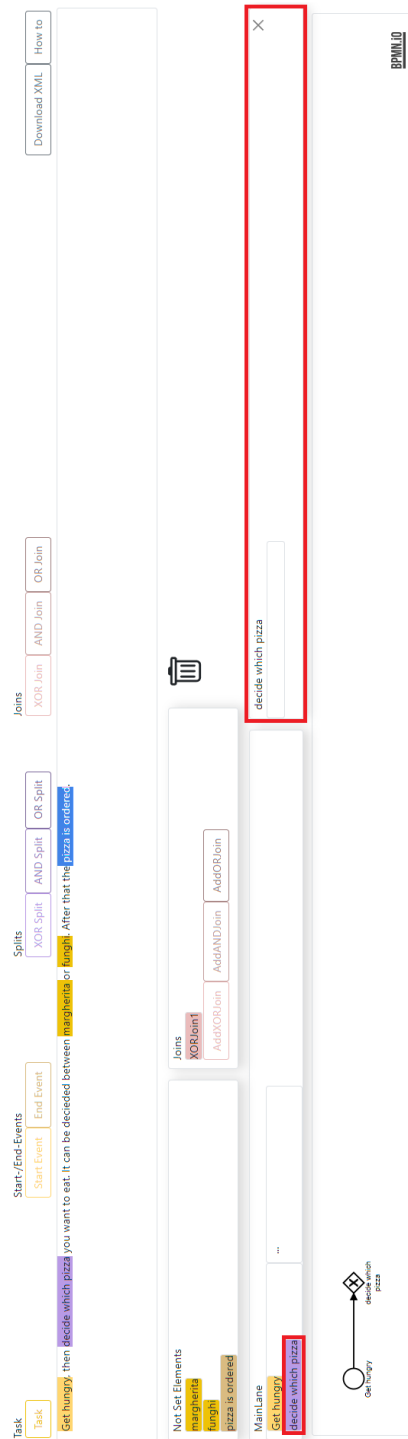 Task
Start-/End-Events
Splits
Joins
Task
Start Event
End Event
XOR Split
AND Split
OR Split
XOR Join
AND Join
OR Join
Download XML
How to
Get hungry, then decide which pizza you want to eat. It can be decieded between margherita or funghi. After that the pizza is ordered.
Not Set Elements
margherita
funghi
pizza is ordered
Joins
XORJoin1
AddXORJoin
AddANDJoin
AddORJoin
MainLane
Get hungry
decide which pizza
...
decide which pizza
Get hungry
decide which
pizza
BPMN.iO